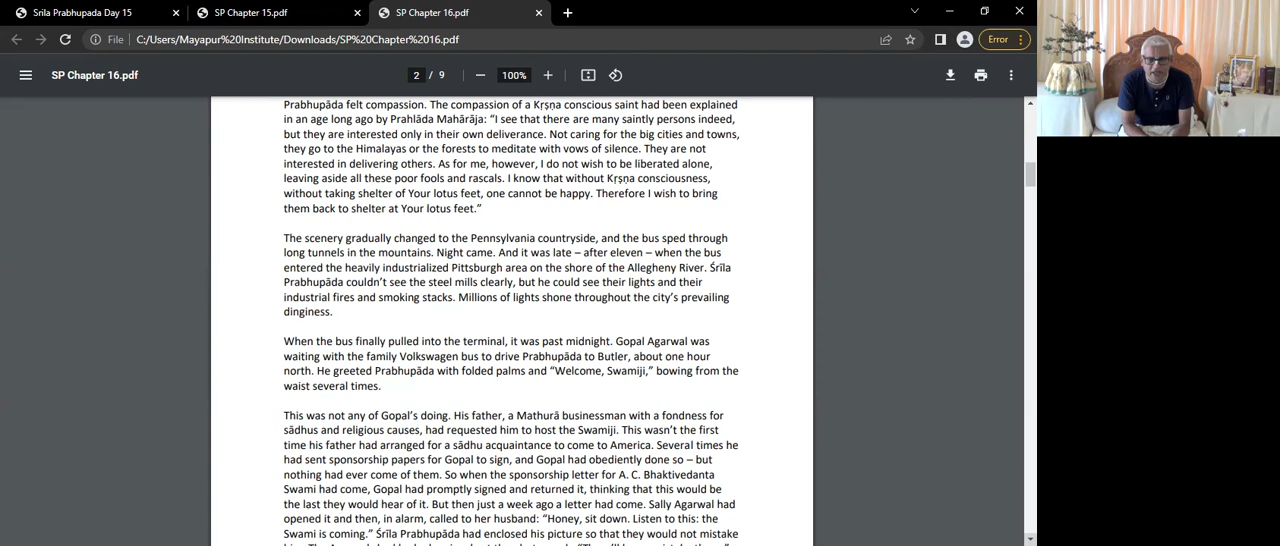 Srila Prabhupada Day 15
SP Chapter 15.pdf
SP Chapter 16.pdf
File
C:/Users/Mayapur%20Institute/Downloads/SP%20Chapter%2016.pdf
Error
SP Chapter 16.pdf
2 / 9
100%
Prabhupāda felt compassion. The compassion of a Kṛṣṇa conscious saint had been explained
in an age long ago by Prahlāda Mahārāja: “I see that there are many saintly persons indeed,
but they are interested only in their own deliverance. Not caring for the big cities and towns,
they go to the Himalayas or the forests to meditate with vows of silence. They are not
interested in delivering others. As for me, however, I do not wish to be liberated alone,
leaving aside all these poor fools and rascals. I know that without Kṛṣṇa consciousness,
without taking shelter of Your lotus feet, one cannot be happy. Therefore I wish to bring
them back to shelter at Your lotus feet.”
The scenery gradually changed to the Pennsylvania countryside, and the bus sped through
long tunnels in the mountains. Night came. And it was late – after eleven – when the bus
entered the heavily industrialized Pittsburgh area on the shore of the Allegheny River. Śrīla
Prabhupāda couldn’t see the steel mills clearly, but he could see their lights and their
industrial fires and smoking stacks. Millions of lights shone throughout the city’s prevailing
dinginess.
When the bus finally pulled into the terminal, it was past midnight. Gopal Agarwal was
waiting with the family Volkswagen bus to drive Prabhupāda to Butler, about one hour
north. He greeted Prabhupāda with folded palms and “Welcome, Swamiji,” bowing from the
waist several times.
This was not any of Gopal’s doing. His father, a Mathurā businessman with a fondness for
sādhus and religious causes, had requested him to host the Swamiji. This wasn’t the first
time his father had arranged for a sādhu acquaintance to come to America. Several times he
had sent sponsorship papers for Gopal to sign, and Gopal had obediently done so – but
nothing had ever come of them. So when the sponsorship letter for A. C. Bhaktivedanta
Swami had come, Gopal had promptly signed and returned it, thinking that this would be
the last they would hear of it. But then just a week ago a letter had come. Sally Agarwal had
opened it and then, in alarm, called to her husband: “Honey, sit down. Listen to this: the
Swami is coming.” Śrīla Prabhupāda had enclosed his picture so that they would not mistake